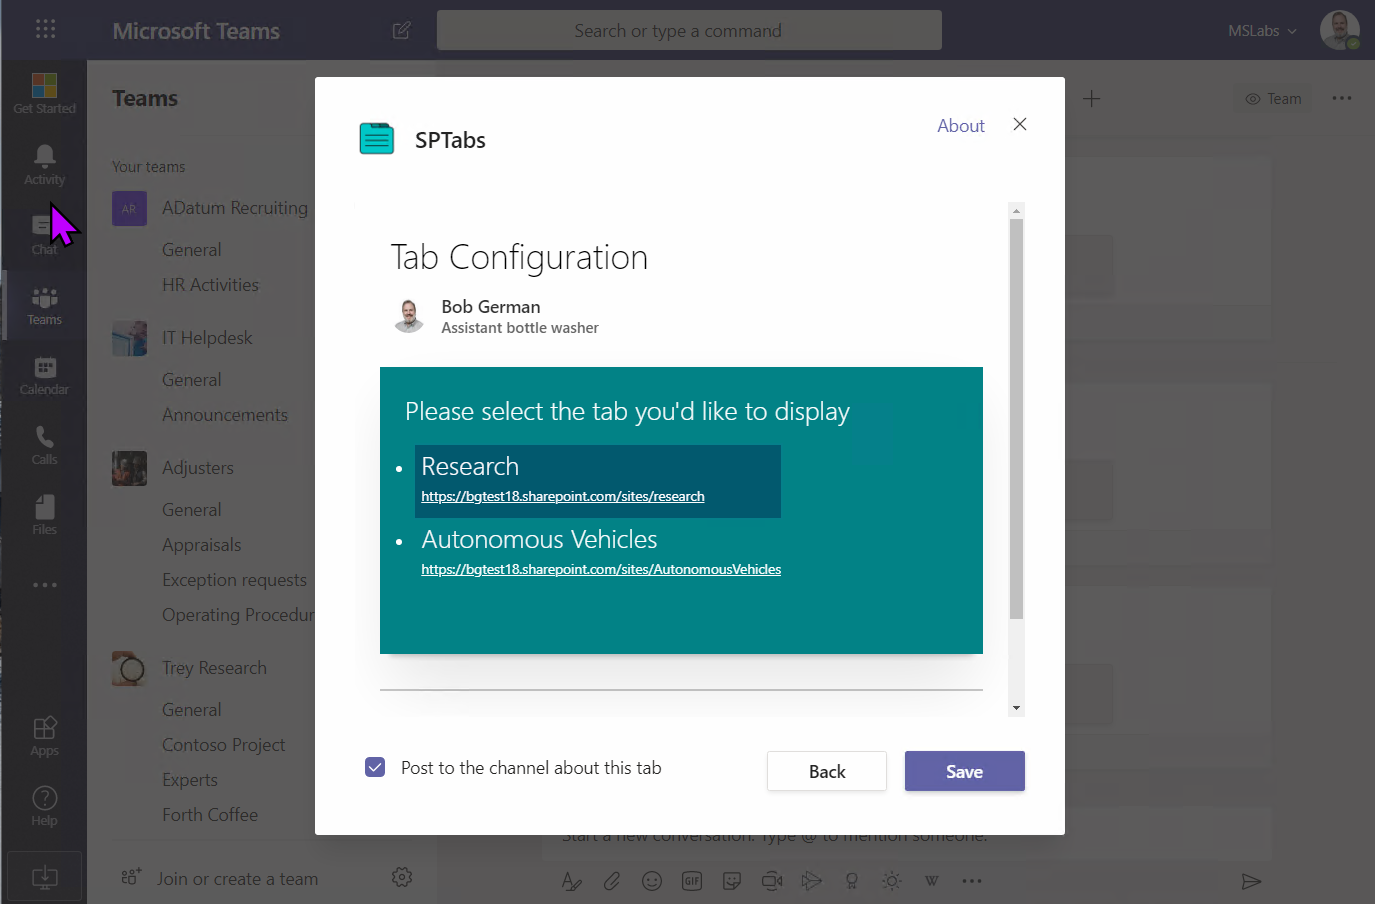 Microsoft Teams
Search or type a command
MSLabs
Get Started
Activity
Chat
Teams
Calendar
Calls
Files
Apps
Help
Teams
Your teams
AR
ADatum Recruiting
General
HR Activities
IT Helpdesk
General
Announcements
Adjusters
General
Appraisals
Exception requests
Operating Procedur
Trey Research
General
Contoso Project
Experts
Forth Coffee
Join or create a team
Team
SPTabs
About
Tab Configuration
Bob German
Assistant bottle washer
Please select the tab you'd like to display
Research
https://bgtest18.sharepoint.com/sites/research
Autonomous Vehicles
https://bgtest18.sharepoint.com/sites/AutonomousVehicles
Post to the channel about this tab
Back
Save
Start a new conversation. Type @ to mention someone.
GIF
W